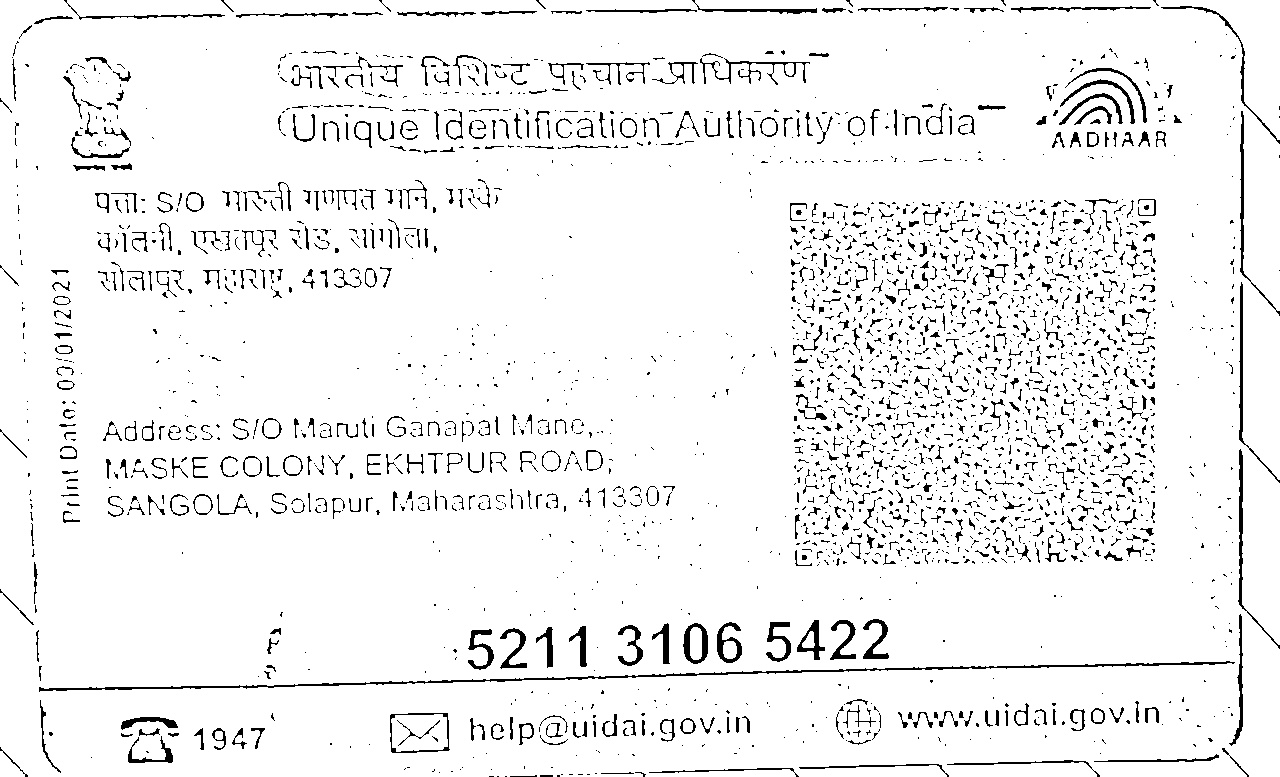 भारतीय विशिष्ट पहचान प्राधिकरण
Unique Identification Authority of India
AADHAAR
पत्ता: S/O मारुती गणपत माने, मस्के
कॉलनी, एखतपूर रोड, सांगोला,
सोलापूर, महाराष्ट्र, 413307
Print Date: 09/01/2021
Address: S/O Maruti Ganapat Mane,
MASKE COLONY, EKHTPUR ROAD,
SANGOLA, Solapur, Maharashtra, 413307
5211 3106 5422
1947
help@uidai.gov.in
www.uidai.gov.in